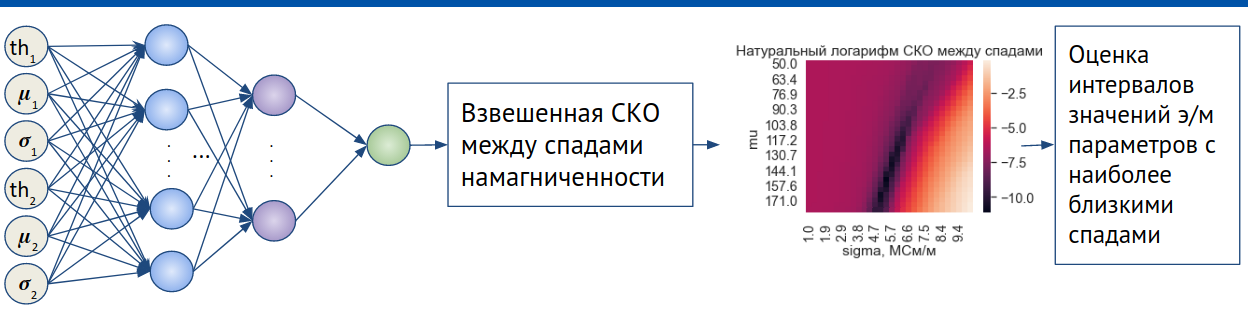 th1
μ1
σ1
th2
μ2
σ2
...
Взвешенная СКО
между спадами
намагниченности
Натуральный логарифм СКО между спадами
mu
50.0
63.4
76.9
90.3
103.8
117.2
130.7
144.1
157.6
171.0
1.0
1.9
2.9
3.8
4.7
5.7
6.6
7.5
8.4
9.4
sigma, МСм/м
−2.5
−5.0
−7.5
−10.0
Оценка
интервалов
значений э/м
параметров с
наиболее
близкими
спадами